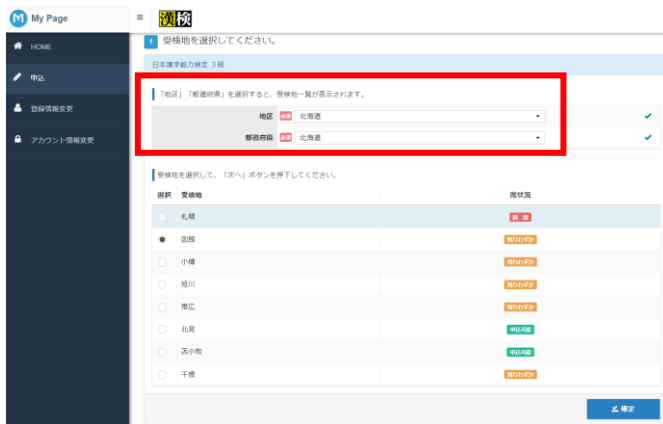 M My Page
漢検
HOME
申込
登録情報変更
アカウント情報変更
1 受検地を選択してください。
日本漢字能力検定 3級
「地区」「都道府県」を選択すると、受検地一覧が表示されます。
地区 必須 北海道
都道府県 必須 北海道
受検地を選択して、「次へ」ボタンを押下してください。
選択 受検地 席状況
札幌 満 席
函館 残りわずか
小樽 残りわずか
旭川 残りわずか
帯広 残りわずか
北見 申込可能
苫小牧 申込可能
千歳 残りわずか
確定